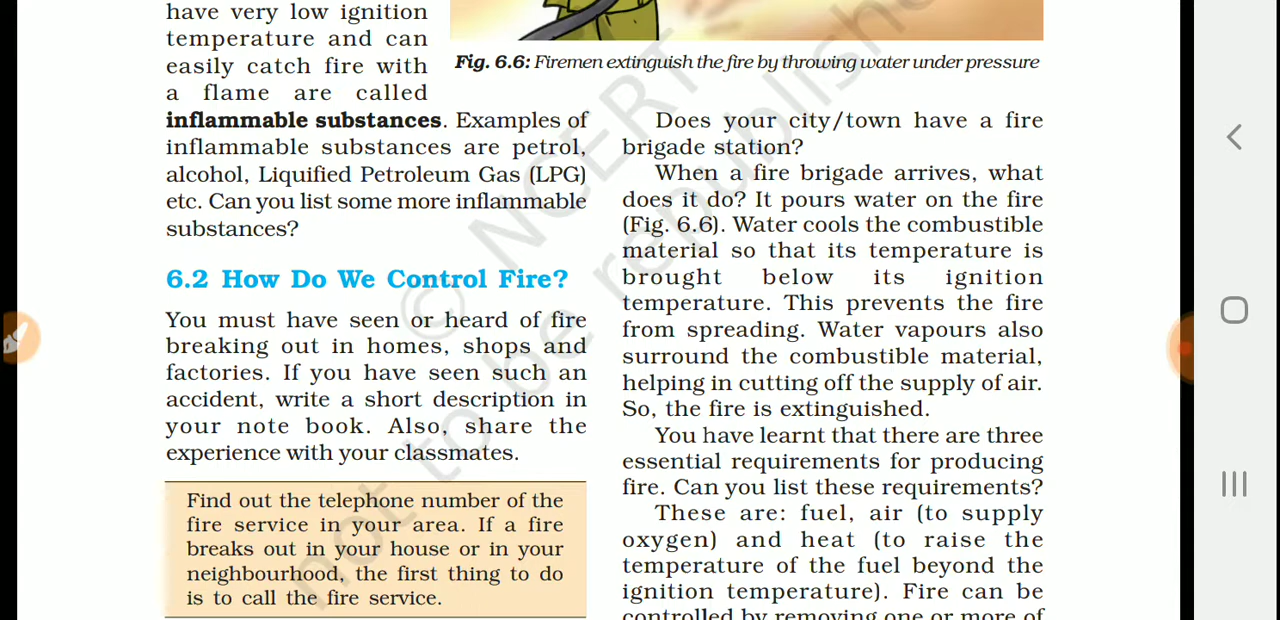 have very low ignition
temperature and can
easily catch fire with
a flame are called
inflammable substances. Examples of
inflammable substances are petrol,
alcohol, Liquified Petroleum Gas (LPG)
etc. Can you list some more inflammable
substances?
6.2 How Do We Control Fire?
You must have seen or heard of fire
breaking out in homes, shops and
factories. If you have seen such an
accident, write a short description in
your note book. Also, share the
experience with your classmates.
Find out the telephone number of the
fire service in your area. If a fire
breaks out in your house or in your
neighbourhood, the first thing to do
is to call the fire service.
Fig. 6.6: Firemen extinguish the fire by throwing water under pressure
Does your city/town have a fire
brigade station?
When a fire brigade arrives, what
does it do? It pours water on the fire
(Fig. 6.6). Water cools the combustible
material so that its temperature is
brought below its ignition
temperature. This prevents the fire
from spreading. Water vapours also
surround the combustible material,
helping in cutting off the supply of air.
So, the fire is extinguished.
You have learnt that there are three
essential requirements for producing
fire. Can you list these requirements?
These are: fuel, air (to supply
oxygen) and heat (to raise the
temperature of the fuel beyond the
ignition temperature). Fire can be
controlled by removing one or more of
© NCERT
not to be republished